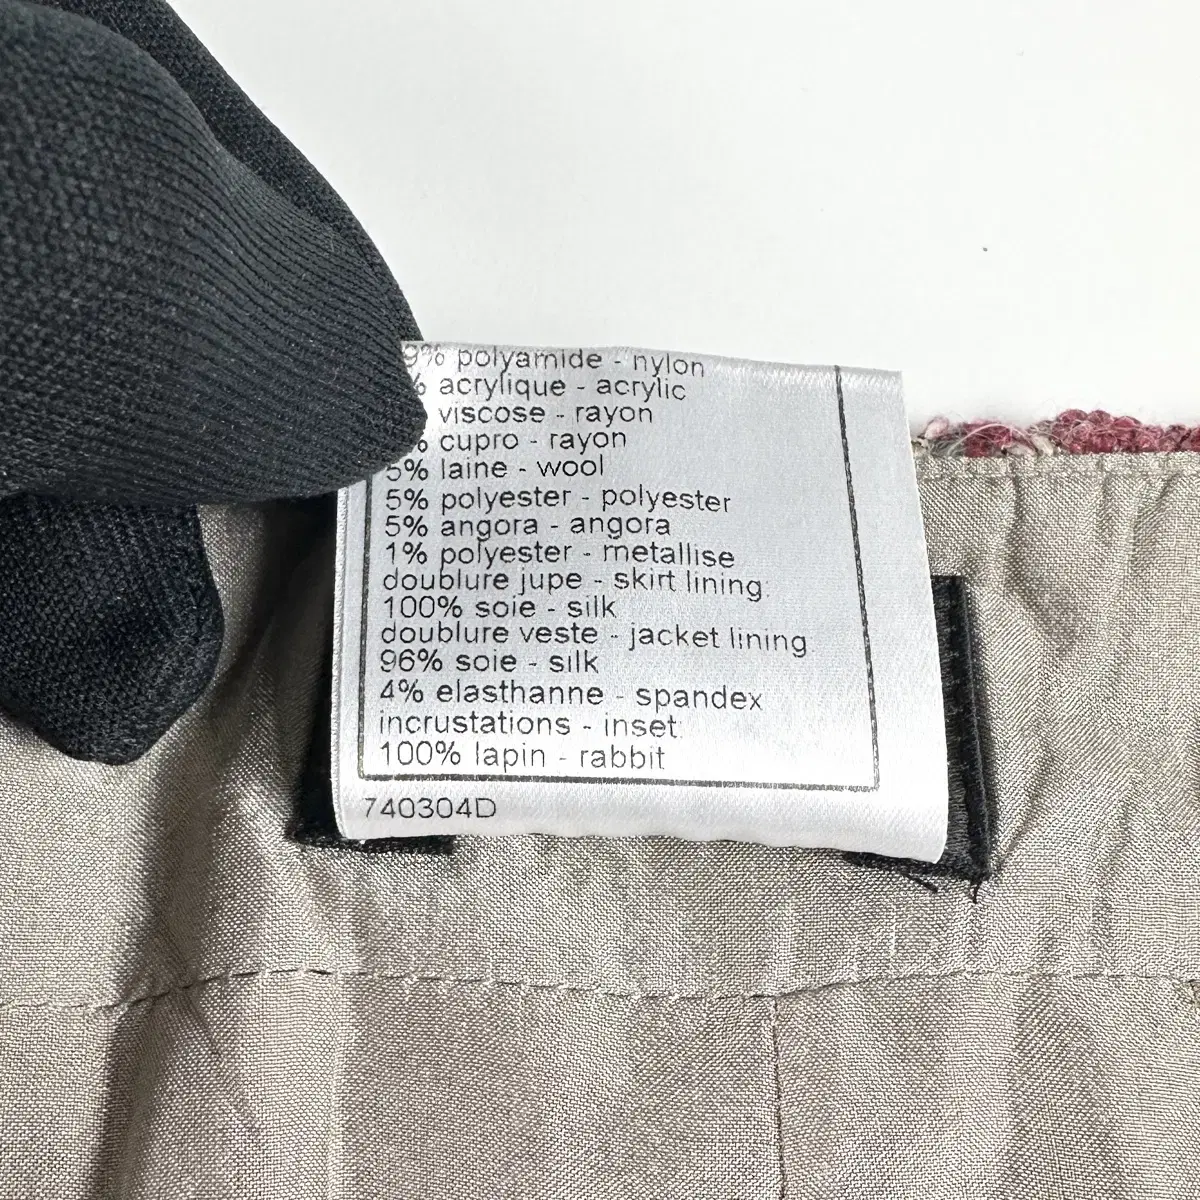 9% polyamide - nylon
% acrylique - acrylic
viscose - rayon
% cupro - rayon
5% laine - wool
5% polyester - polyester
5% angora - angora
1% polyester - metallise
doublure jupe - skirt lining:
100% soie - silk
doublure veste - jacket lining:
96% soie - silk
4% elasthanne - spandex
incrustations - inset:
100% lapin - rabbit
740304D